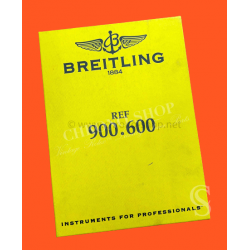 BREITLING
1884
REF
900.600
INSTRUMENTS FOR PROFESSIONALS